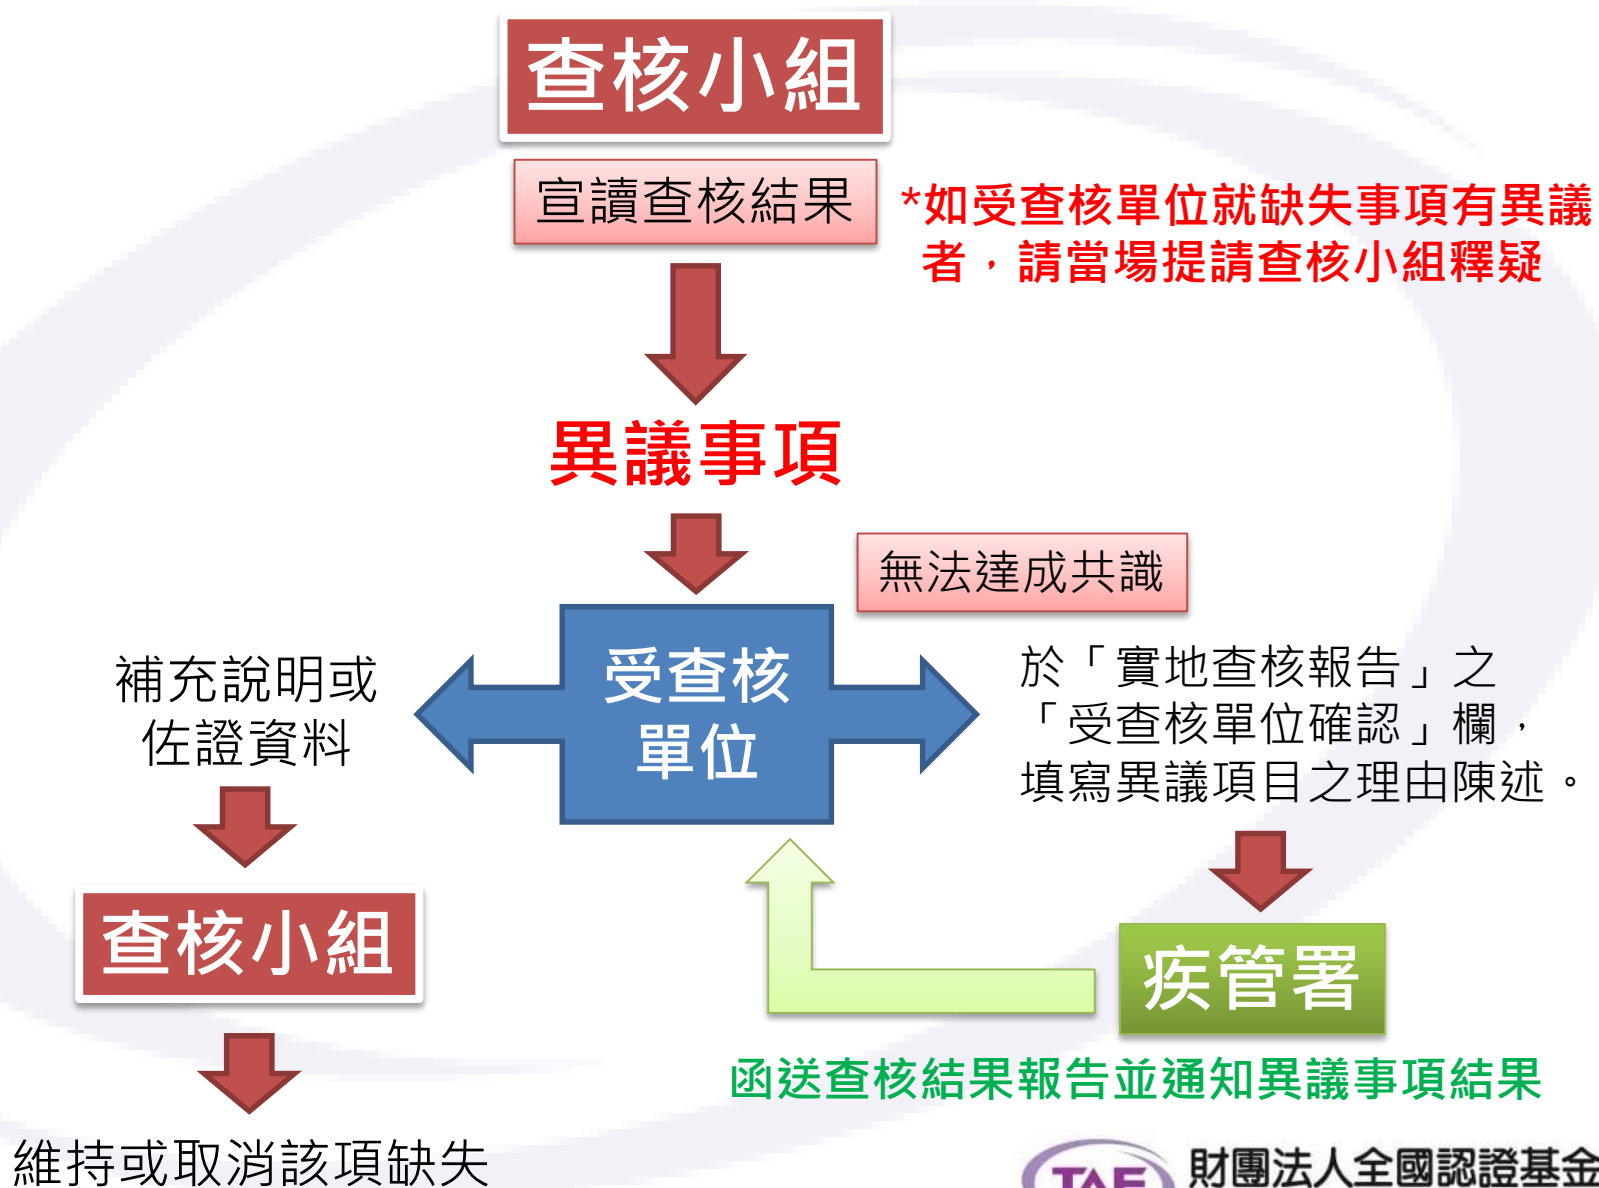 查核小組
宣讀查核結果
*如受查核單位就缺失事項有異議
者，請當場提請查核小組釋疑
異議事項
無法達成共識
受查核
單位
補充說明或
佐證資料
於「實地查核報告」之
「受查核單位確認」欄，
填寫異議項目之理由陳述。
查核小組
疾管署
函送查核結果報告並通知異議事項結果
維持或取消該項缺失
TAF
財團法人全國認證基金